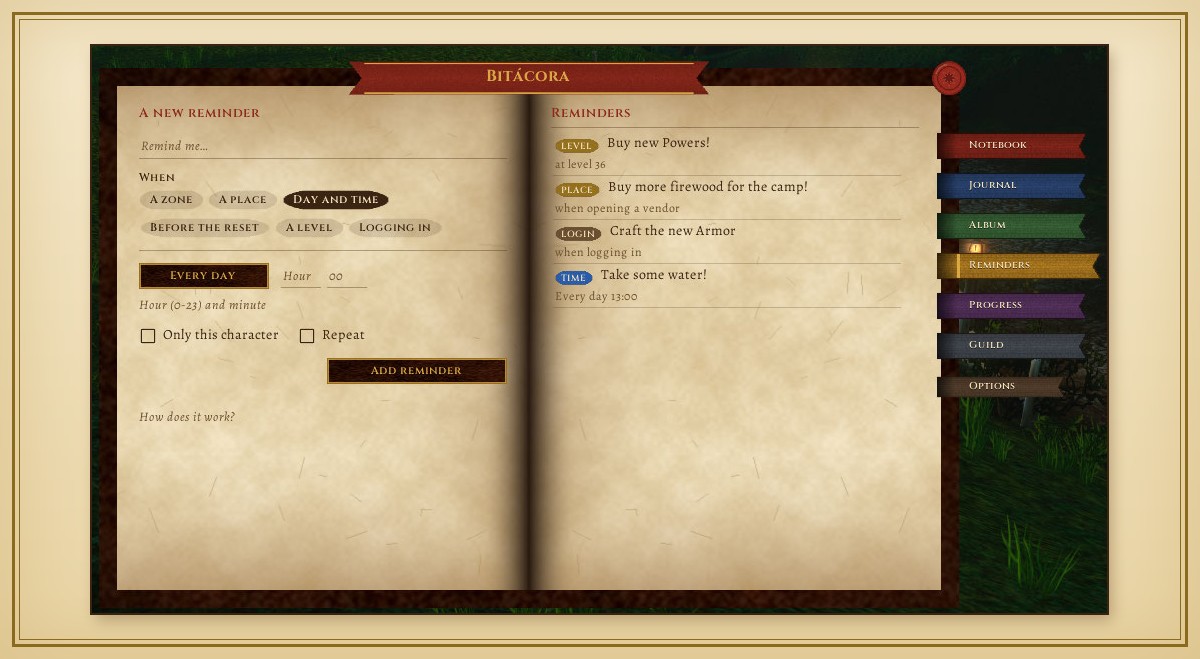 Bitácora
A new reminder
Remind me...
When
A zone
A place
Day and time
Before the reset
A level
Logging in
Every day
Hour
00
Hour (0-23) and minute
Only this character
Repeat
Add reminder
How does it work?
Reminders
LEVEL Buy new Powers!
at level 36
PLACE Buy more firewood for the camp!
when opening a vendor
LOGIN Craft the new Armor
when logging in
TIME Take some water!
Every day 13:00
Notebook
Journal
Album
Reminders
Progress
Guild
Options